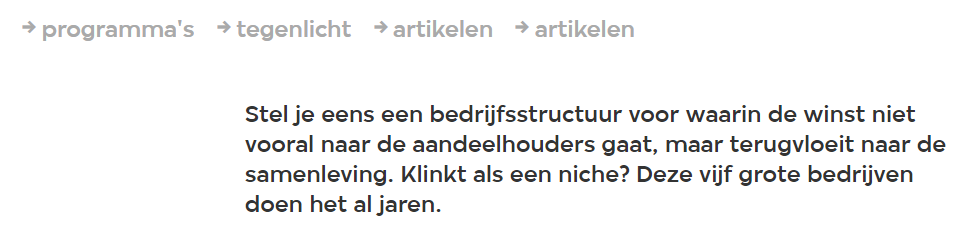 → programma's → tegenlicht → artikelen → artikelen
Stel je eens een bedrijfsstructuur voor waarin de winst niet
vooral naar de aandeelhouders gaat, maar terugvloeit naar de
samenleving. Klinkt als een niche? Deze vijf grote bedrijven
doen het al jaren.